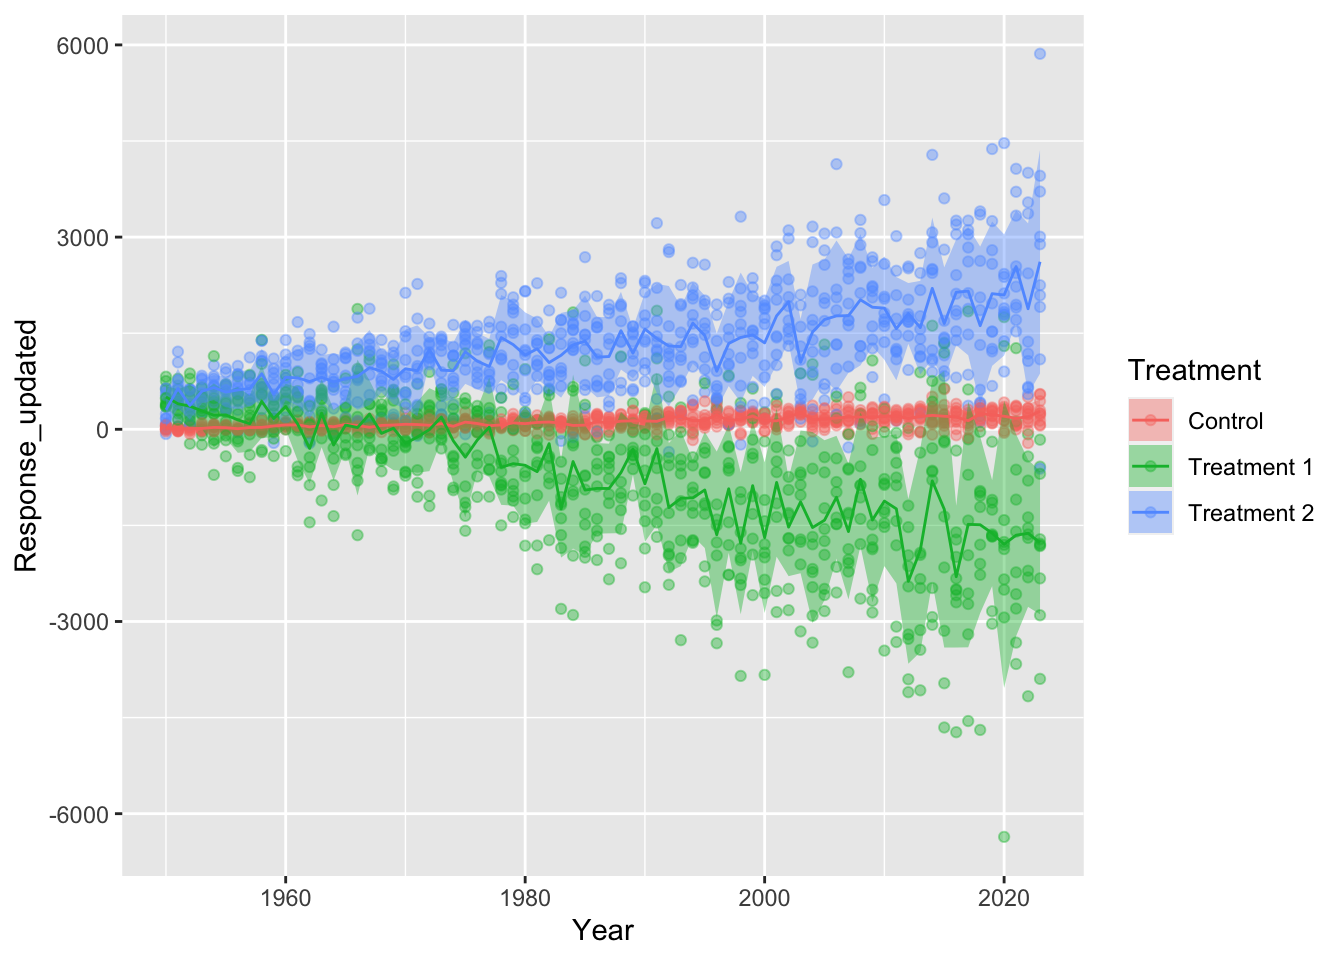 Response_updated
6000
3000
0
-3000
-6000
1960
1980
2000
2020
Year
Treatment
Control
Treatment 1
Treatment 2